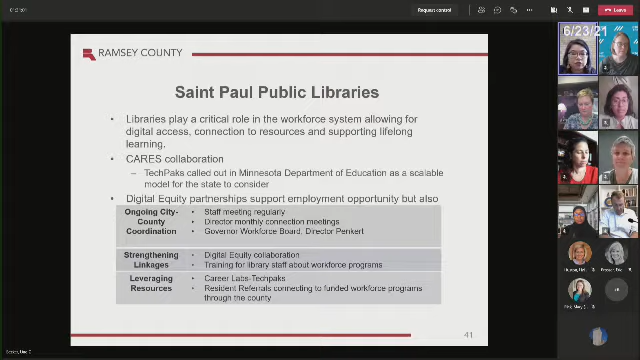 Request control
Leave
6/23/21
RAMSEY COUNTY
Saint Paul Public Libraries
• Libraries play a critical role in the workforce system allowing for
digital access, connection to resources and supporting lifelong
learning.
• CARES collaboration
– TechPaks called out in Minnesota Department of Education as a scalable
model for the state to consider
• Digital Equity partnerships support employment opportunity but also
Ongoing City-
County
Coordination
• Staff meeting regularly
• Director monthly connection meetings
• Governor Workforce Board, Director Penkert
Strengthening
Linkages
• Digital Equity collaboration
• Training for library staff about workforce programs
Leveraging
Resources
• Career Labs-Techpaks
• Resident Referrals connecting to funded workforce programs
through the county
41